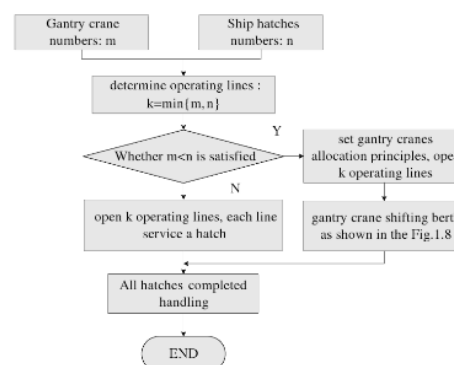 Gantry crane
numbers: m
Ship hatches
numbers: n
determine operating lines :
k=min{m,n}
Y
Whether m<n is satisfied
set gantry cranes
allocation principles, open
k operating lines
N
open k operating lines, each line
service a hatch
gantry crane shifting
as shown in the Fig.1.8
All hatches completed
handling
END